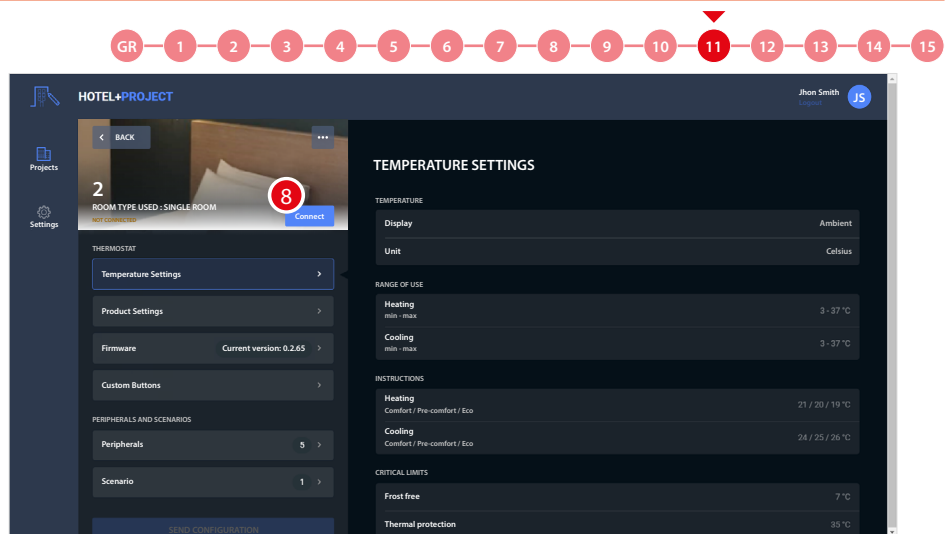 GR 1 2 3 4 5 6 7 8 9 10 11 12 13 14 15
HOTEL+PROJECT
Jhon Smith
Logout
JS
Projects
Settings
BACK
2
ROOM TYPE USED : SINGLE ROOM
NOT CONNECTED
8
Connect
THERMOSTAT
Temperature Settings
Product Settings
Firmware Current version: 0.2.65
Custom Buttons
PERIPHERALS AND SCENARIOS
Peripherals 5
Scenario 1
SEND CONFIGURATION
TEMPERATURE SETTINGS
TEMPERATURE
Display Ambient
Unit Celsius
RANGE OF USE
Heating
min - max
3 - 37 °C
Cooling
min - max
3 - 37 °C
INSTRUCTIONS
Heating
Comfort / Pre-comfort / Eco
21 / 20 / 19 °C
Cooling
Comfort / Pre-comfort / Eco
24 / 25 / 26 °C
CRITICAL LIMITS
Frost free 7 °C
Thermal protection 35 °C